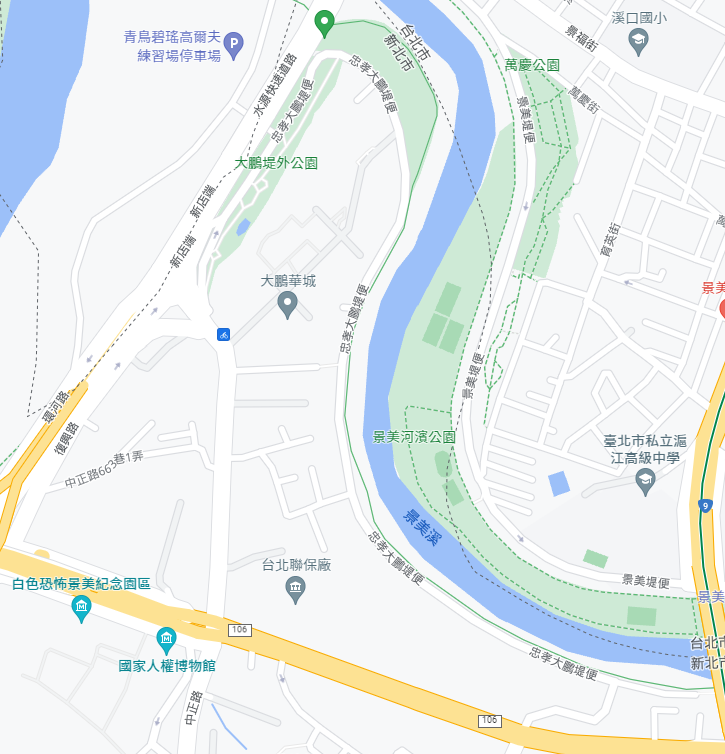 溪口國小
景福街
台北市
新北市
青鳥碧瑤高爾夫
練習場停車場
P
萬慶公園
萬慶街
水源快速道路
忠孝大鵬堤便
忠孝大鵬堤便
景美堤便
大鵬堤外公園
新店端
新店端
育英街
萬
大鵬華城
景美
忠孝大鵬堤便
景美堤便
環河路
復興路
景美河濱公園
臺北市私立滬
江高級中學
中正路663巷1弄
9
景美溪
忠孝大鵬堤便
台北聯保廠
景美堤便
白色恐怖景美紀念園區
景美
106
台北市
新北市
國家人權博物館
忠孝大鵬堤便
中正路
106